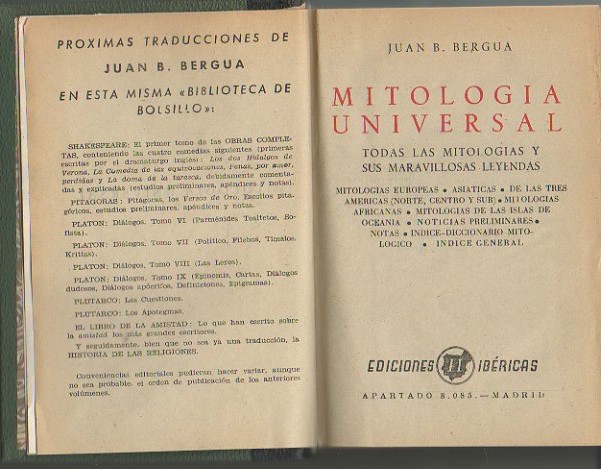 PROXIMAS TRADUCCIONES DE
JUAN B. BERGUA
EN ESTA MISMA «BIBLIOTECA DE
BOLSILLO»:
SHAKESPEARE: El primer tomo de las OBRAS COMPLE-
TAS, conteniendo las cuatro comedias siguientes (primeras
escritas por el dramaturgo inglés): Los dos Hidalgos de
Verona, La Comedia de las equivocaciones, Penas, por amor,
perdidas y La doma de la tarasca, debidamente comenta-
das y explicadas (estudios preliminares, apéndices y notas).
PITAGORAS: Pitágoras, los Versos de Oro, Escolios pita-
góricos, estudios preliminares, apéndices y notas.
PLATON: Diálogos, Tomo VI (Parménides Teaitetos, So-
fista).
PLATON: Diálogos, Tomo VII (Político, Filebos, Timaios,
Kritias).
PLATON: Diálogos, Tomo VIII (Las Leyes).
PLATON: Diálogos, Tomo IX (Epinomis, Cartas, Diálogos
dudosos, Diálogos apócrifos, Definiciones, Epigramas).
PLUTARCO: Las Cuestiones.
PLUTARCO: Los Apotegmas.
EL LIBRO DE LA AMISTAD: Lo que han escrito sobre
la amistad los más grandes escritores.
Y seguidamente, bien que no sea ya una traducción, la
HISTORIA DE LAS RELIGIONES.
Conveniencias editoriales pudieran hacer variar, aunque
no sea probable, el orden de publicación de los anteriores
volúmenes.
JUAN B. BERGUA
MITOLOGIA
UNIVERSAL
TODAS LAS MITOLOGIAS Y
SUS MARAVILLOSAS LEYENDAS
MITOLOGIAS EUROPEAS • ASIATICAS • DE LAS TRES
AMERICAS (NORTE, CENTRO Y SUR) • MITOLOGIAS
AFRICANAS • MITOLOGIAS DE LAS ISLAS DE
OCEANIA • NOTICIAS PRELIMINARES •
NOTAS • INDICE-DICCIONARIO MITO-
LOGICO • INDICE GENERAL
EDICIONES IBÉRICAS
APARTADO 8.085.—MADRID